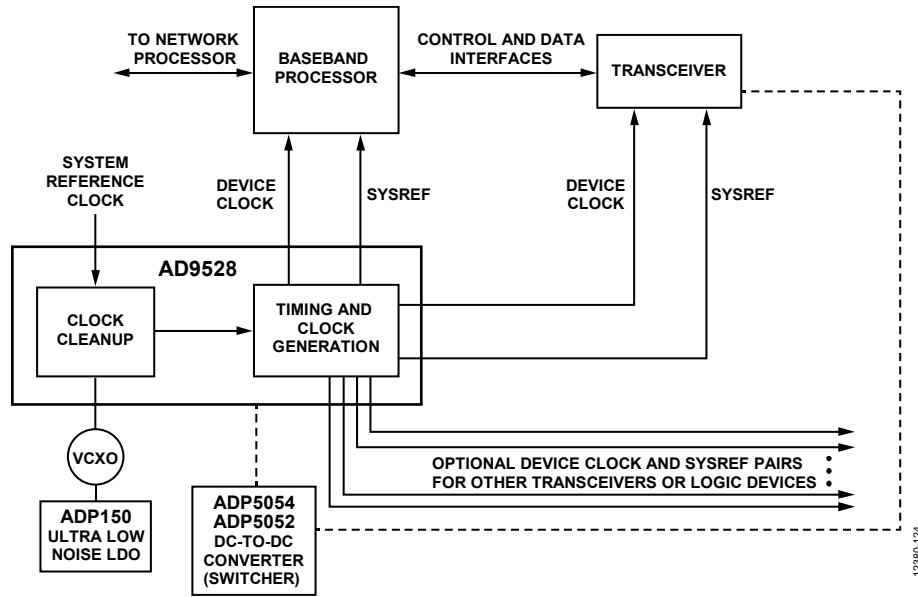 TO NETWORK
PROCESSOR
BASEBAND
PROCESSOR
CONTROL AND DATA
INTERFACES
TRANSCEIVER
SYSTEM
REFERENCE
CLOCK
DEVICE
CLOCK
SYSREF
DEVICE
CLOCK
SYSREF
AD9528
CLOCK
CLEANUP
TIMING AND
CLOCK
GENERATION
VCXO
OPTIONAL DEVICE CLOCK AND SYSREF PAIRS
FOR OTHER TRANSCEIVERS OR LOGIC DEVICES
ADP150
ULTRA LOW
NOISE LDO
ADP5054
ADP5052
DC-TO-DC
CONVERTER
(SWITCHER)
12380-124